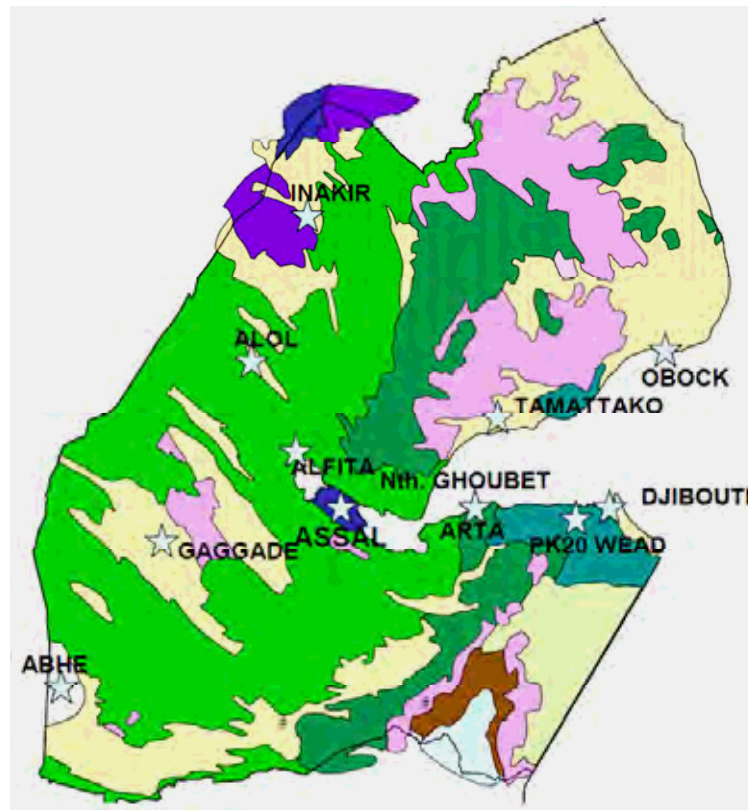 INAKIR
ALOL
OBOCK
TAMATTAKO
ALFITA
Nth. GHOUBET
DJIBOUTI
ASSAL
ARTA
PK20 WEAD
GAGGADE
ABHE